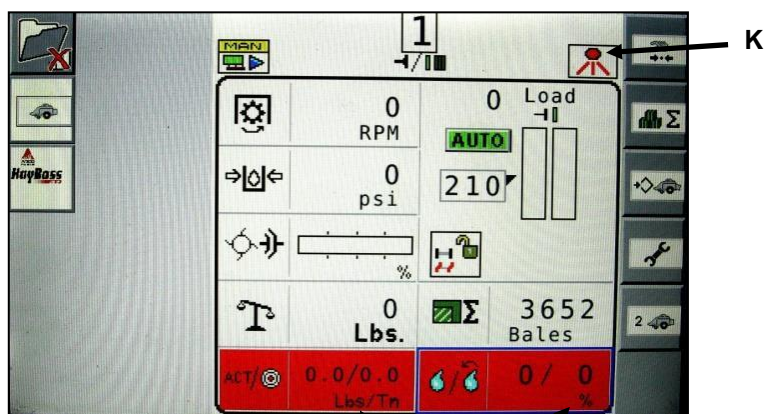 1
K
MAN
0
RPM
0 Load
AUTO
HayBoss
0
psi
210
%
2
0
Lbs.
Σ 3652
Bales
Σ
ACT/
0.0/0.0
Lbs/Tn
0/ 0
%